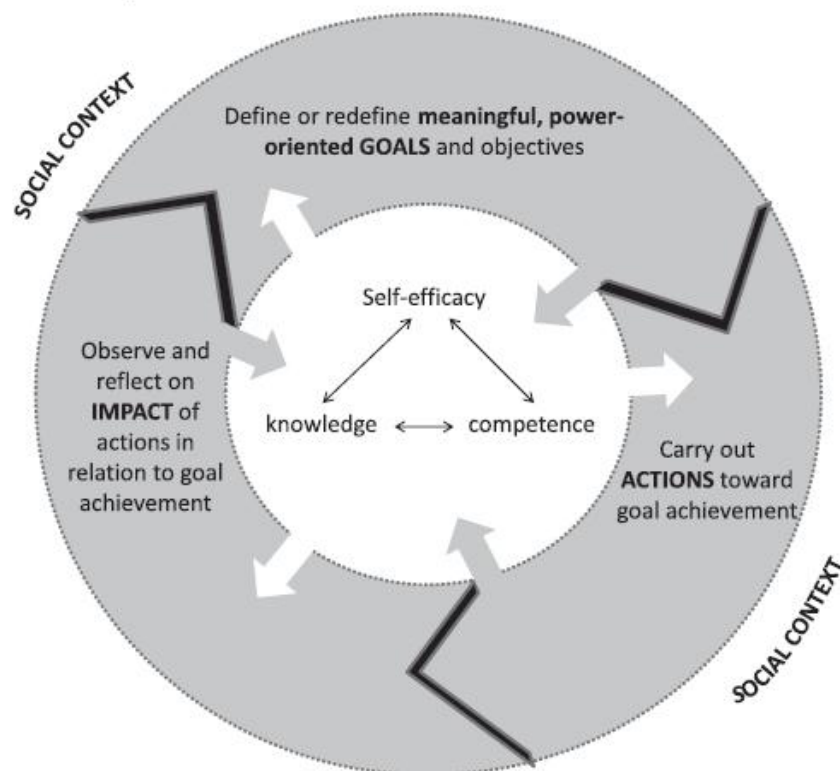 SOCIAL CONTEXT
Define or redefine meaningful, power-
oriented GOALS and objectives
Self-efficacy
knowledge
competence
Observe and
reflect on
IMPACT of
actions in
relation to goal
achievement
Carry out
ACTIONS toward
goal achievement
SOCIAL CONTEXT